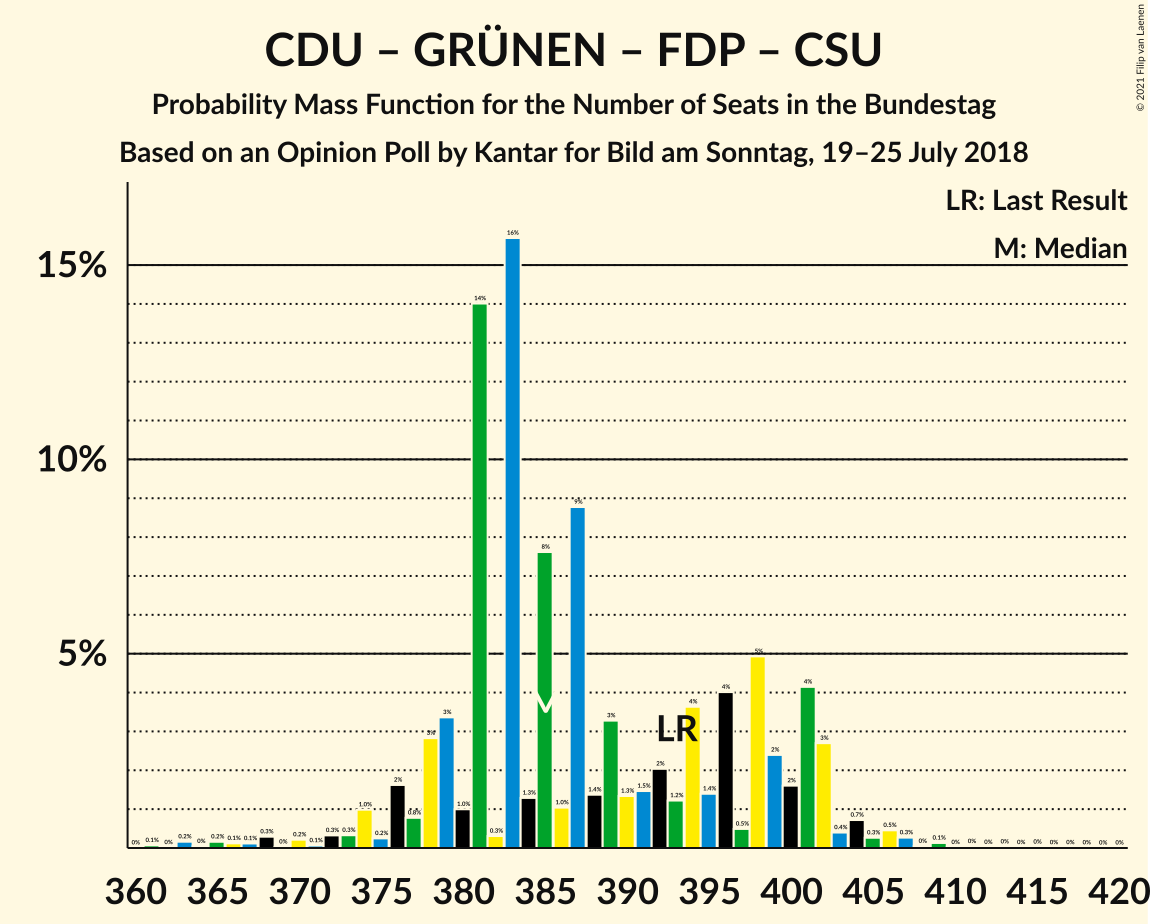 CDU – GRÜNEN – FDP – CSU
Probability Mass Function for the Number of Seats in the Bundestag
Based on an Opinion Poll by Kantar for Bild am Sonntag, 19–25 July 2018
© 2021 Filip van Laenen
LR: Last Result
M: Median
15%
10%
5%
0% 0.1% 0% 0.2% 0% 0.2% 0.1% 0.1% 0.3% 0% 0.2% 0.1% 0.3% 0.3% 1.0% 0.2% 2% 0.8% 3% 3% 1.0% 14% 0.3% 16% 1.3% 8% 1.0% 9% 1.4% 3% 1.3% 1.5% 2% 1.2% 4% 1.4% 4% 0.5% 5% 2% 2% 4% 3% 0.4% 0.7% 0.3% 0.5% 0.3% 0% 0.1% 0% 0% 0% 0% 0% 0% 0% 0% 0% 0% 0%
LR
M
360 365 370 375 380 385 390 395 400 405 410 415 420